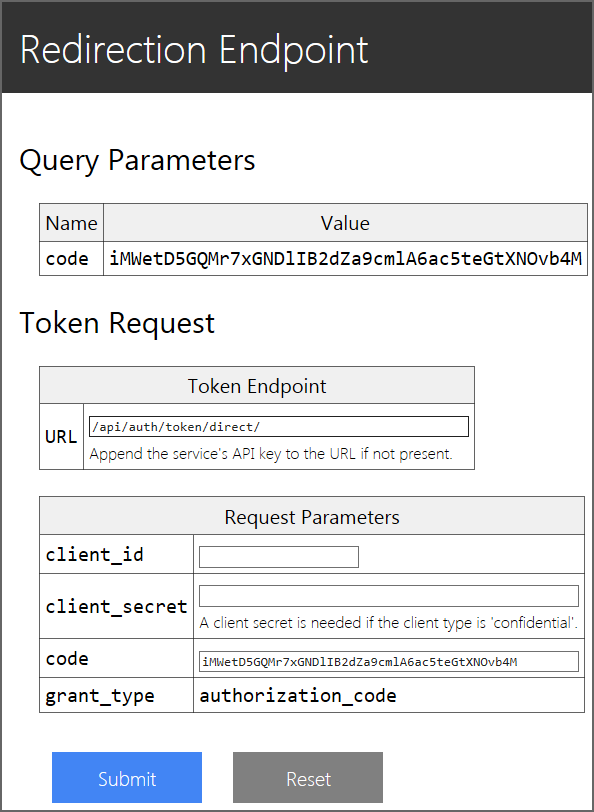 Redirection Endpoint
Query Parameters
Name Value
code iMWetD5GQMr7xGNDlIB2dZa9cmlA6ac5teGtXNOvb4M
Token Request
Token Endpoint
URL /api/auth/token/direct/
Append the service's API key to the URL if not present.
Request Parameters
client_id
client_secret
A client secret is needed if the client type is 'confidential'.
code iMWetD5GQMr7xGNDlIB2dZa9cmlA6ac5teGtXNOvb4M
grant_type authorization_code
Submit Reset